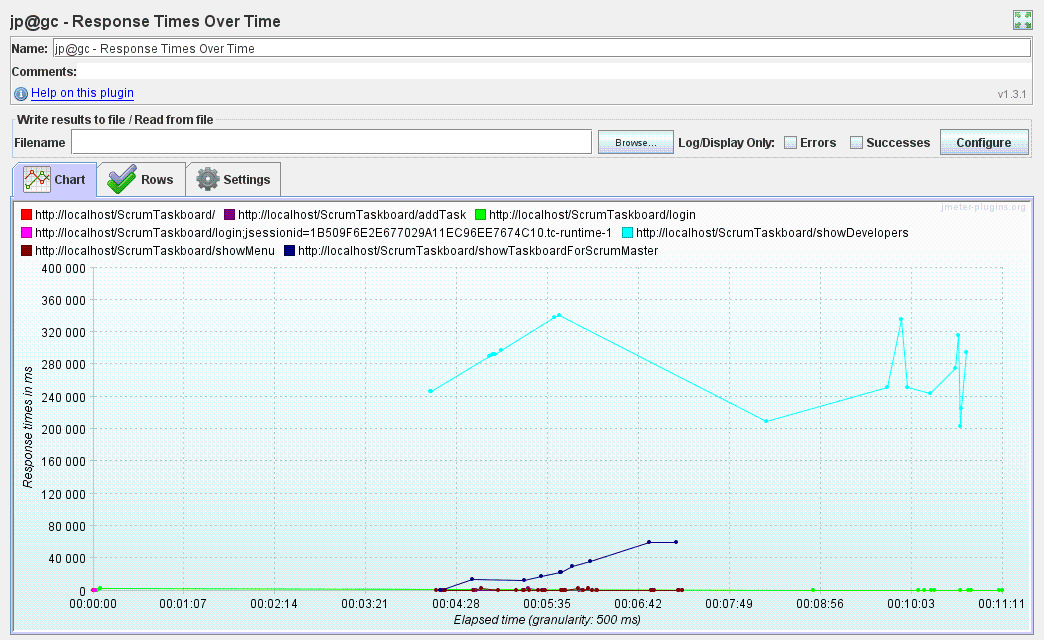 jp@gc - Response Times Over Time
Name: jp@gc - Response Times Over Time
Comments:
Help on this plugin v1.3.1
Write results to file / Read from file
Filename Browse... Log/Display Only: Errors Successes Configure
Chart Rows Settings
jmeter-plugins.org
http://localhost/ScrumTaskboard/ http://localhost/ScrumTaskboard/addTask http://localhost/ScrumTaskboard/login
http://localhost/ScrumTaskboard/login;jsessionid=1B509F6E2E677029A11EC96EE7674C10.tc-runtime-1 http://localhost/ScrumTaskboard/showDevelopers
http://localhost/ScrumTaskboard/showMenu http://localhost/ScrumTaskboard/showTaskboardForScrumMaster
400 000
360 000
320 000
280 000
240 000
200 000
160 000
120 000
80 000
40 000
0
Response times in ms
00:00:00 00:01:07 00:02:14 00:03:21 00:04:28 00:05:35 00:06:42 00:07:49 00:08:56 00:10:03 00:11:11
Elapsed time (granularity: 500 ms)